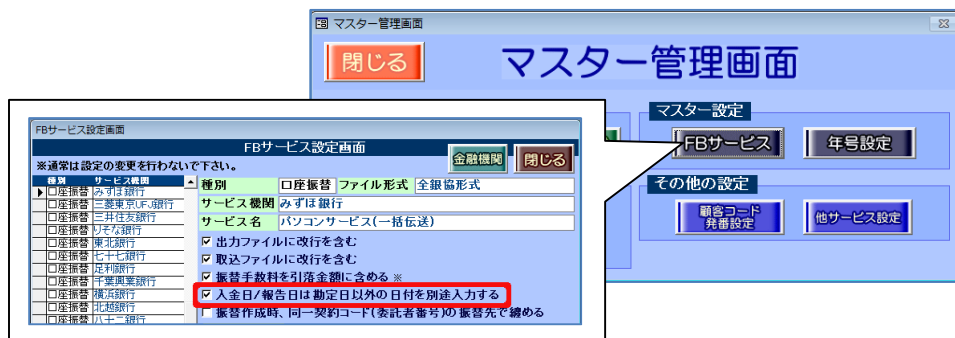 マスター管理画面
閉じる
マスター管理画面
マスター設定
FBサービス
年号設定
その他の設定
顧客コード
発番設定
他サービス設定
FBサービス設定画面
FBサービス設定画面
※通常は設定の変更を行わないで下さい。
金融機関
閉じる
種別 サービス機関
口座振替 みずほ銀行
口座振替 三菱東京UFJ銀行
口座振替 三井住友銀行
口座振替 りそな銀行
口座振替 東北銀行
口座振替 七十七銀行
口座振替 足利銀行
口座振替 千葉興業銀行
口座振替 横浜銀行
口座振替 北越銀行
口座振替 八十二銀行
種別 口座振替 ファイル形式 全銀協形式
サービス機関 みずほ銀行
サービス名 パソコンサービス(一括伝送)
出力ファイルに改行を含む
取込ファイルに改行を含む
振替手数料を引落金額に含める ※
入金日/報告日は勘定日以外の日付を別途入力する
振替作成時、同一契約コード(委託者番号)の振替先で纏める